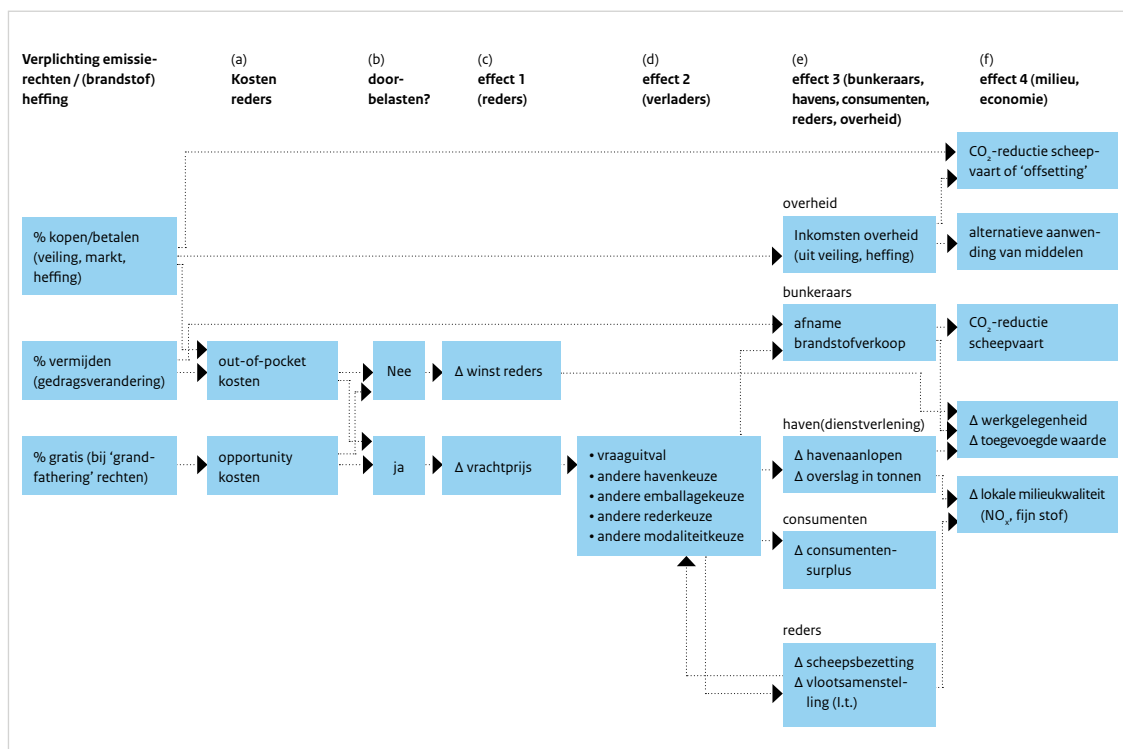 Verplichting emissie-
rechten / (brandstof)
heffing
(a)
Kosten
reders
(b)
door-
belasten?
(c)
effect 1
(reders)
(d)
effect 2
(verladers)
(e)
effect 3 (bunkeraars,
havens, consumenten,
reders, overheid)
(f)
effect 4 (milieu,
economie)
CO₂-reductie scheep-
vaart of ‘offsetting’
% kopen/betalen
(veiling, markt,
heffing)
overheid
Inkomsten overheid
(uit veiling, heffing)
alternatieve aanwen-
ding van middelen
bunkeraars
afname
brandstofverkoop
CO₂-reductie
scheepvaart
% vermijden
(gedragsverandering)
out-of-pocket
kosten
Nee
Δ winst reders
Δ werkgelegenheid
Δ toegevoegde waarde
% gratis (bij ‘grand-
fathering’ rechten)
opportunity
kosten
ja
Δ vrachtprijs
• vraaguitval
• andere havenkeuze
• andere emballagekeuze
• andere rederkeuze
• andere modaliteitkeuze
haven(dienstverlening)
Δ havenaanlopen
Δ overslag in tonnen
Δ lokale milieukwaliteit
(NOₓ, fijn stof)
consumenten
Δ consumenten-
surplus
reders
Δ scheepsbezetting
Δ vlootsamenstel-
ling (l.t.)